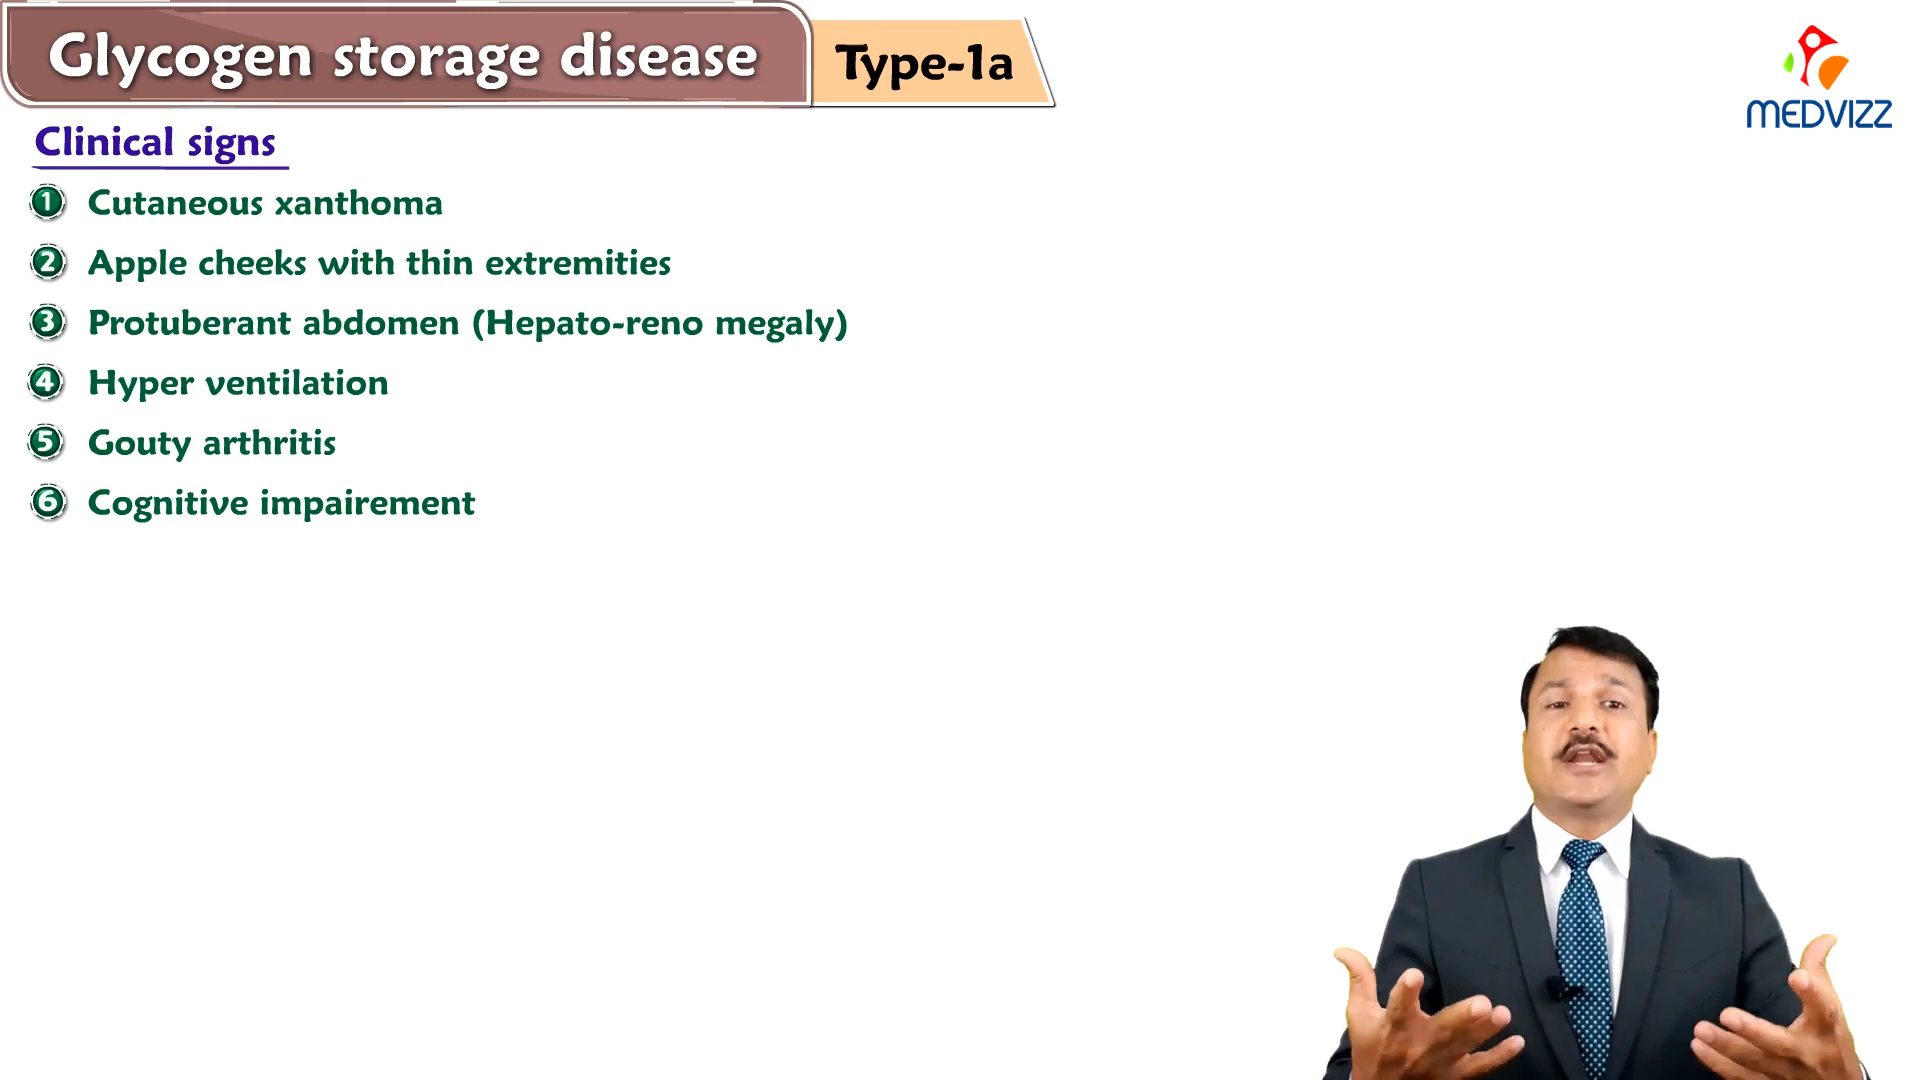 Glycogen storage disease
Type-1a
MEDVIZZ
Clinical signs
1 Cutaneous xanthoma
2 Apple cheeks with thin extremities
3 Protuberant abdomen (Hepato-reno megaly)
4 Hyper ventilation
5 Gouty arthritis
6 Cognitive impairement